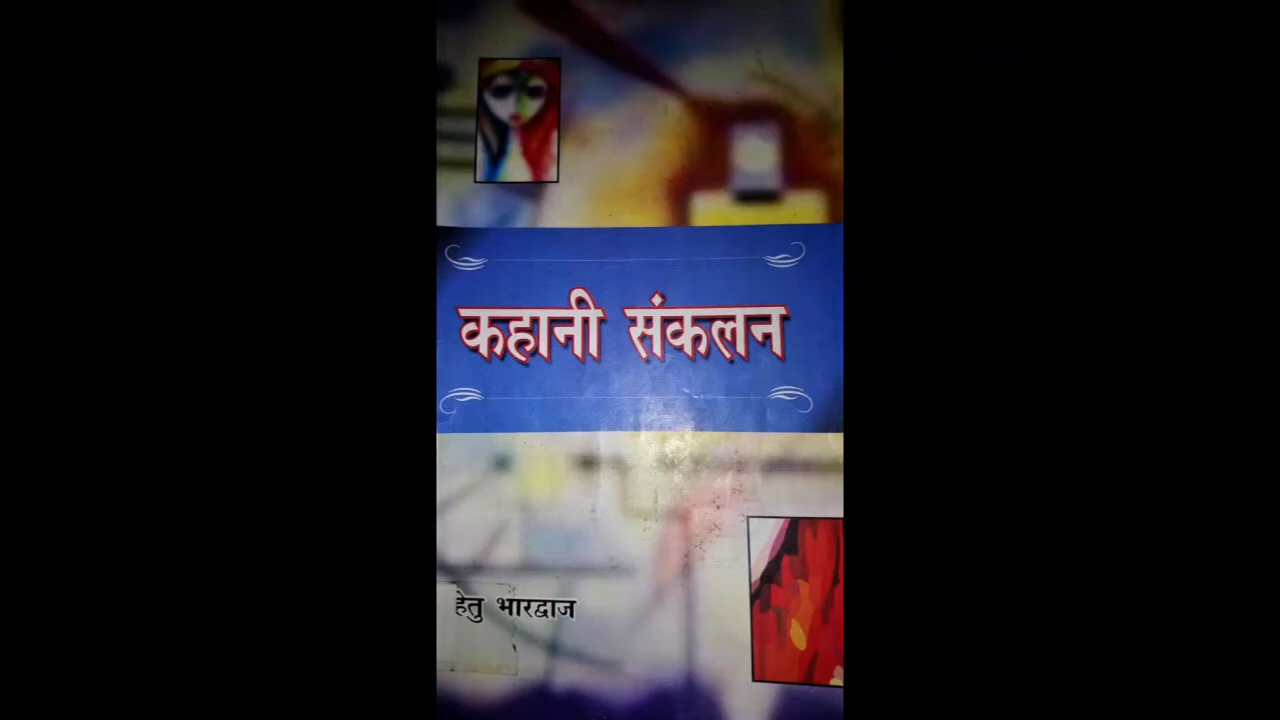 कहानी संकलन
हेतु भारद्वाज